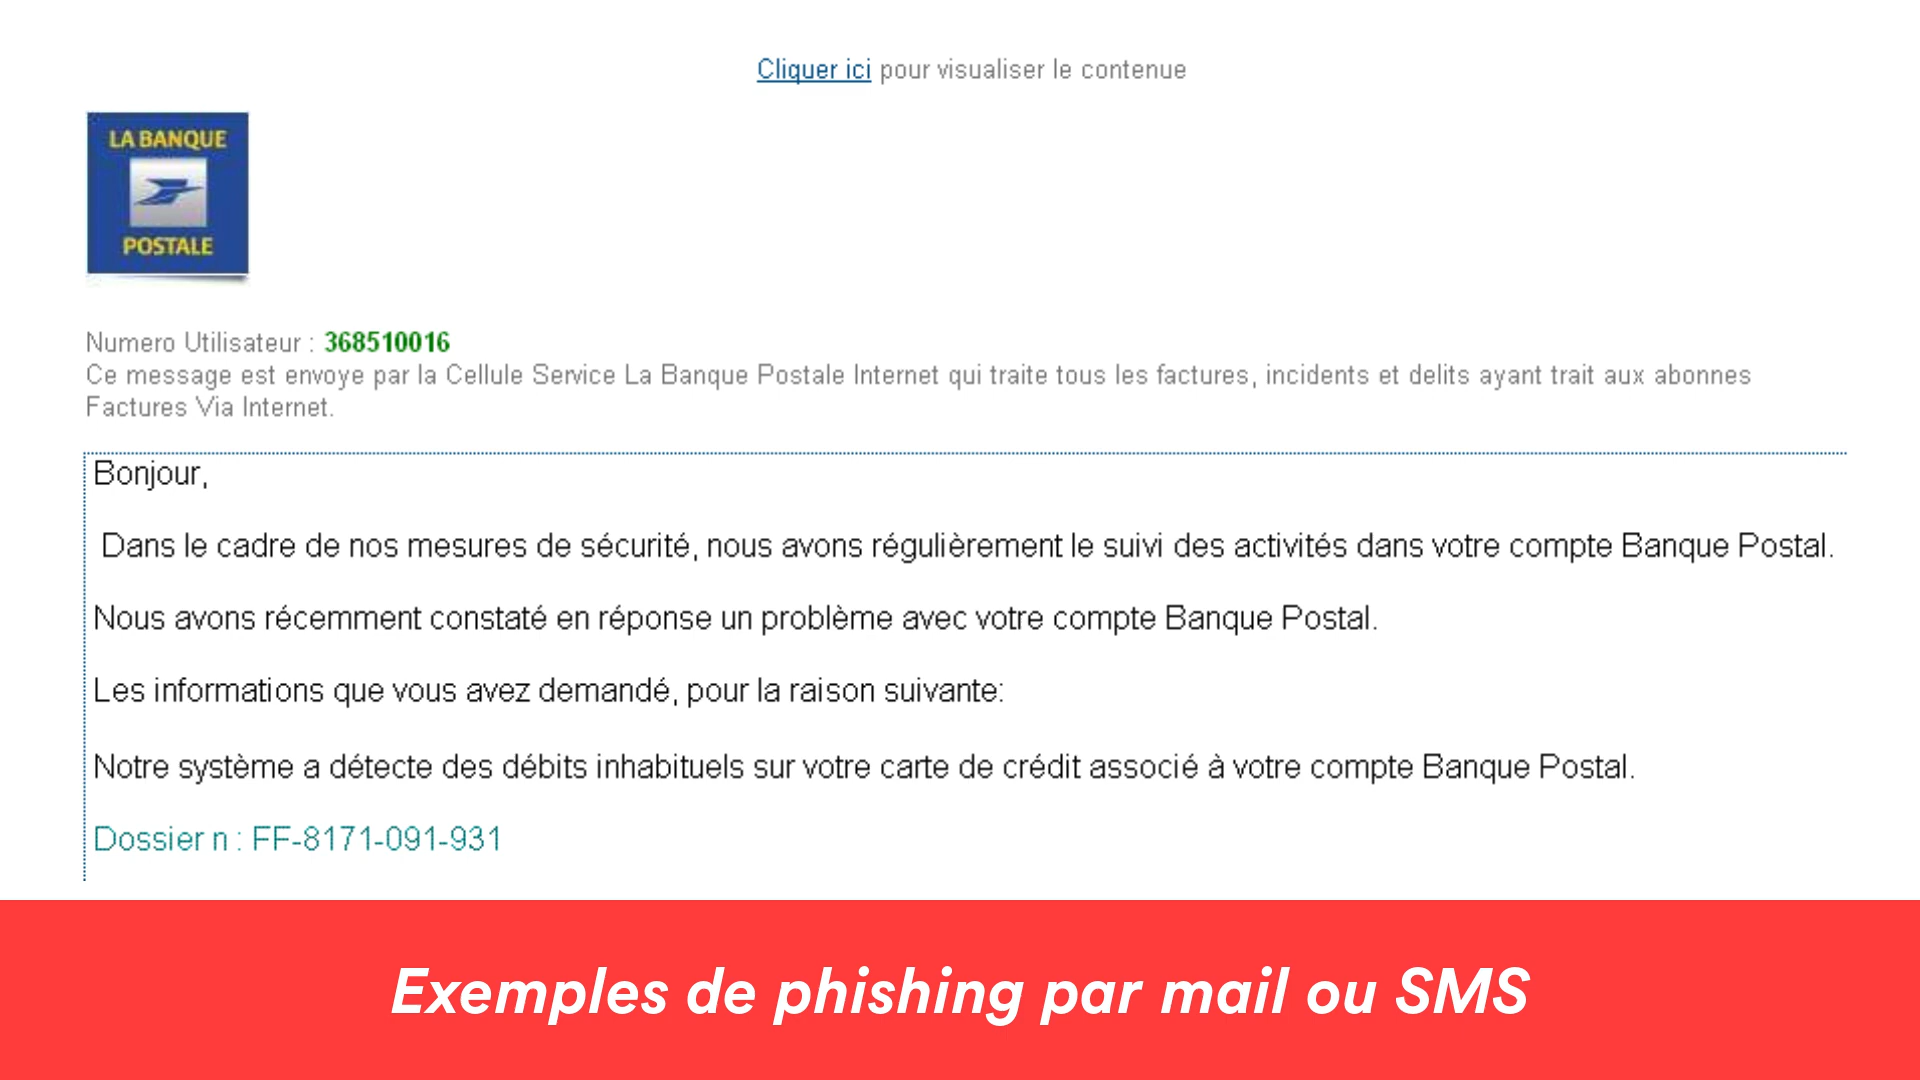 Cliquer ici pour visualiser le contenue
LA BANQUE
POSTALE
Numero Utilisateur : 368510016
Ce message est envoye par la Cellule Service La Banque Postale Internet qui traite tous les factures, incidents et delits ayant trait aux abonnes
Factures Via Internet.
Bonjour,
Dans le cadre de nos mesures de sécurité, nous avons régulièrement le suivi des activités dans votre compte Banque Postal.
Nous avons récemment constaté en réponse un problème avec votre compte Banque Postal.
Les informations que vous avez demandé, pour la raison suivante:
Notre système a détecte des débits inhabituels sur votre carte de crédit associé à votre compte Banque Postal.
Dossier n : FF-8171-091-931
Exemples de phishing par mail ou SMS